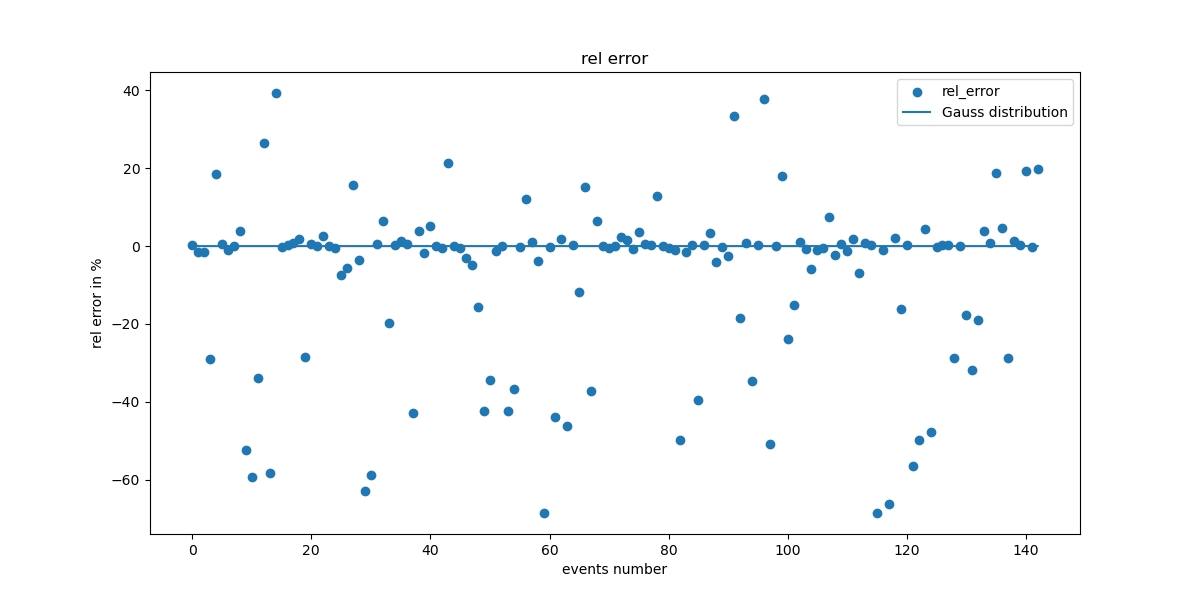 rel error
rel_error
Gauss distribution
40
20
0
−20
−40
−60
rel error in %
0 20 40 60 80 100 120 140
events number